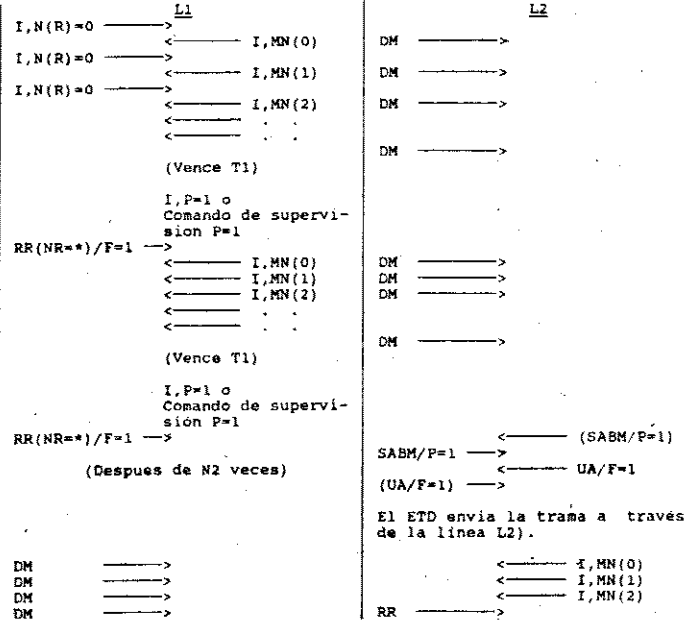 L1
I,N(R)=0
I,MN(0)
I,N(R)=0
I,MN(1)
I,N(R)=0
I,MN(2)
. .
. .
(Vence T1)
I,P=1 o
Comando de supervi-
sion P=1
RR(NR=*)/F=1
I,MN(0)
I,MN(1)
I,MN(2)
. .
. .
(Vence T1)
I,P=1 o
Comando de supervi-
sión P=1
RR(NR=*)/F=1
(Despues de N2 veces)
DM
DM
DM
DM
L2
DM
DM
DM
DM
DM
DM
DM
DM
(SABM/P=1)
SABM/P=1
UA/F=1
(UA/F=1)
El ETD envia la trama a través
de la línea L2).
I,MN(0)
I,MN(1)
I,MN(2)
RR